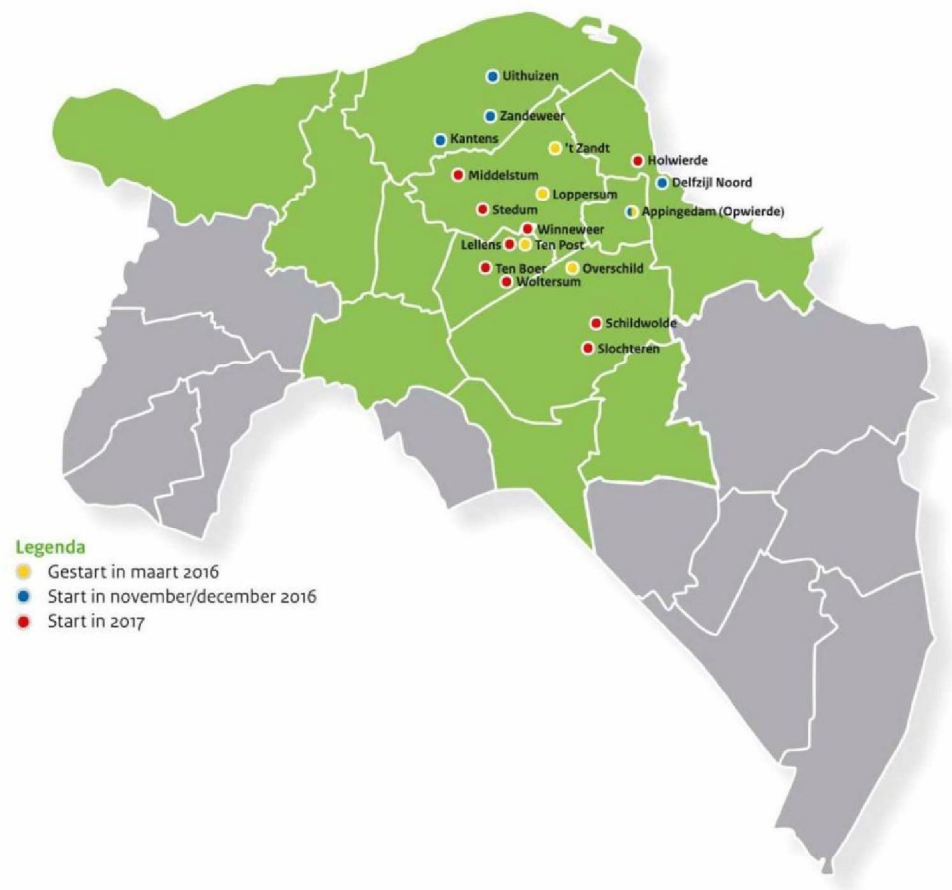 Uithuizen
Zandeweer
Kantens
't Zandt
Holwierde
Middelstum
Delfzijl Noord
Loppersum
Stedum
Appingedam (Opwierde)
Winneweer
Lellens
Ten Post
Ten Boer
Overschild
Woltersum
Schildwolde
Slochteren
Legenda
Gestart in maart 2016
Start in november/december 2016
Start in 2017